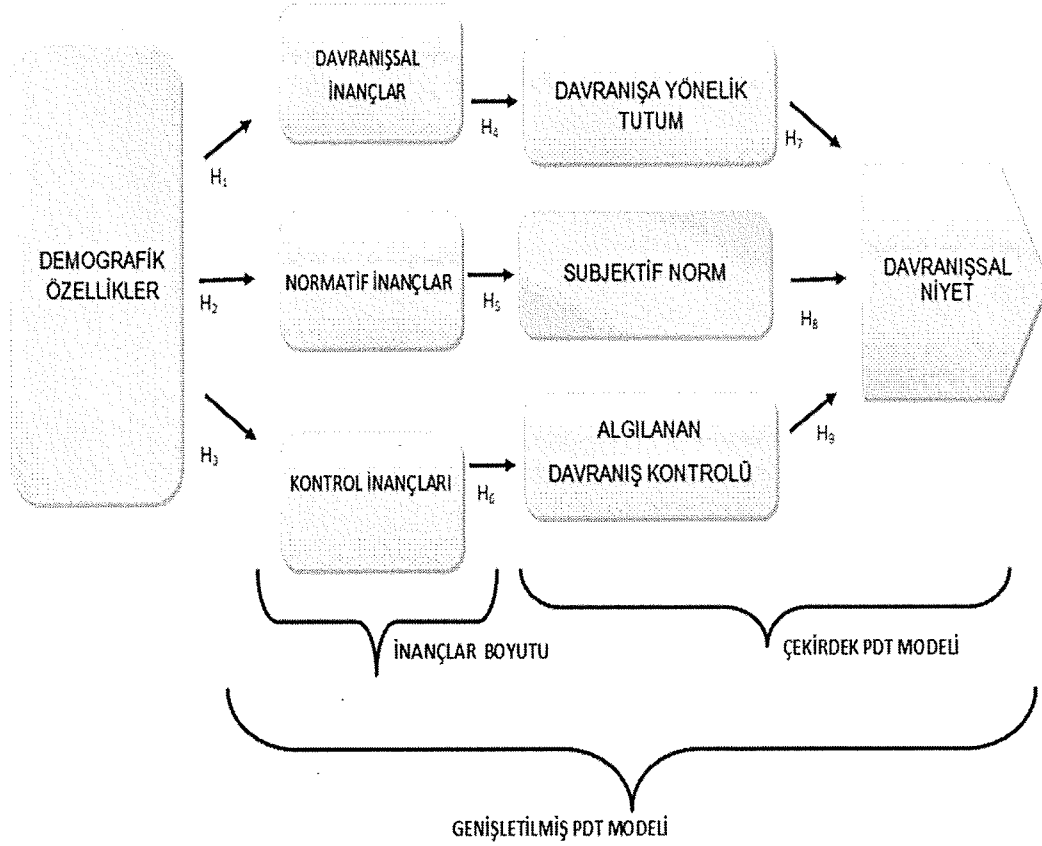 DAVRANIŞSAL
İNANÇLAR
DAVRANIŞA YÖNELİK
TUTUM
H₁
H₄
H₇
DEMOGRAFİK
ÖZELLİKLER
NORMATİF İNANÇLAR
SUBJEKTİF NORM
DAVRANIŞSAL
NİYET
H₂
H₅
H₈
ALGILANAN
DAVRANIŞ KONTROLÜ
KONTROL İNANÇLARI
H₃
H₆
H₉
İNANÇLAR BOYUTU
ÇEKİRDEK PDT MODELİ
GENİŞLETİLMİŞ PDT MODELİ